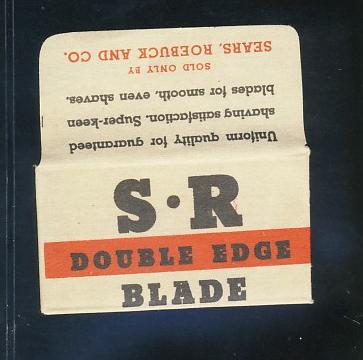 Uniform quality for guaranteed
shaving satisfaction. Super-keen
blades for smooth, even shaves.
SOLD ONLY BY
SEARS, ROEBUCK AND CO.
S·R
DOUBLE EDGE
BLADE